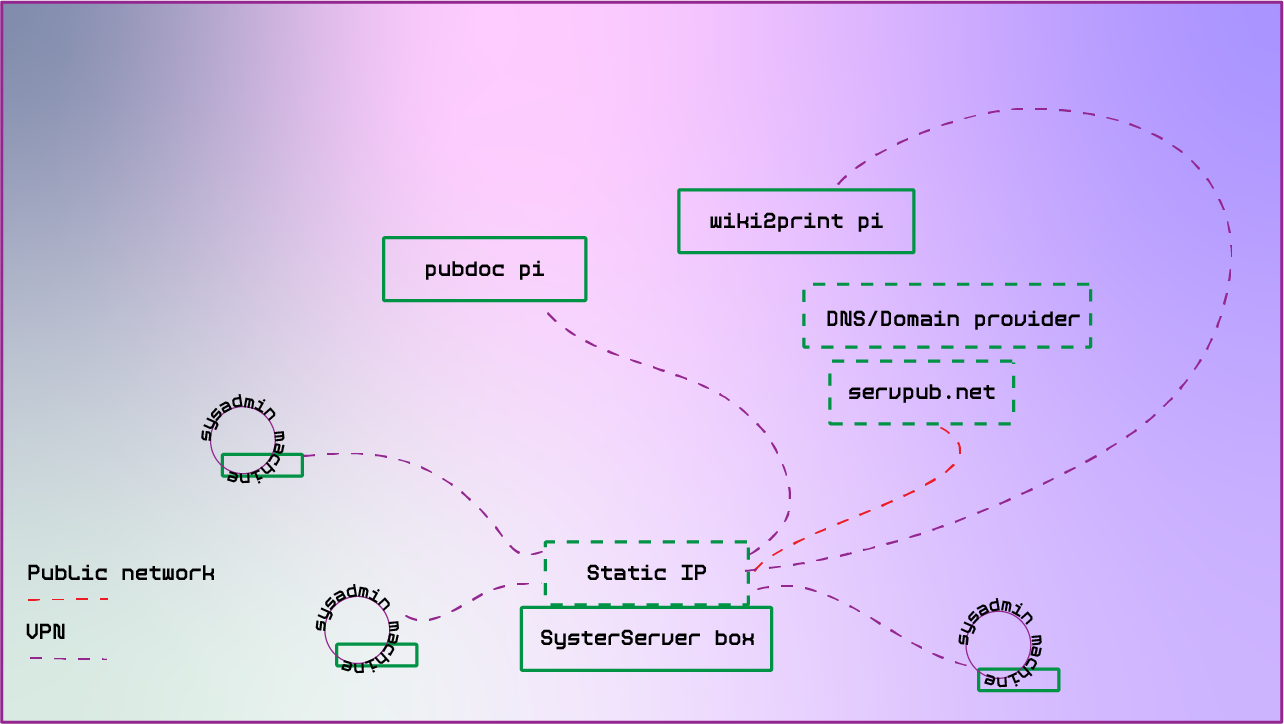 wiki2print pi
pubdoc pi
DNS/Domain provider
servpub.net
sysadmin machine
Static IP
Public network
sysadmin machine
sysadmin machine
VPN
SysterServer box